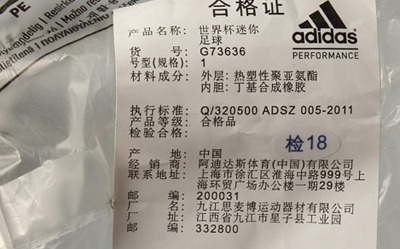 合格证
产品名称: 世界杯迷你
足球
adidas
PERFORMANCE
货 号: G73636
号型(规格): 1
材料成分: 外层: 热塑性聚亚氨酯
内胆: 丁基合成橡胶
执行标准: Q/320500 ADSZ 005-2011
产品等级: 合格品
检验合格:
检18
产 地: 中国
经销商: 阿迪达斯体育(中国)有限公司
联系地址: 上海市徐汇区淮海中路999号上
海环贸广场办公楼一期29楼
邮 编: 200031
厂 名: 九江思麦博运动器材有限公司
厂 址: 江西省九江市星子县工业园
邮 编: 332800
PE